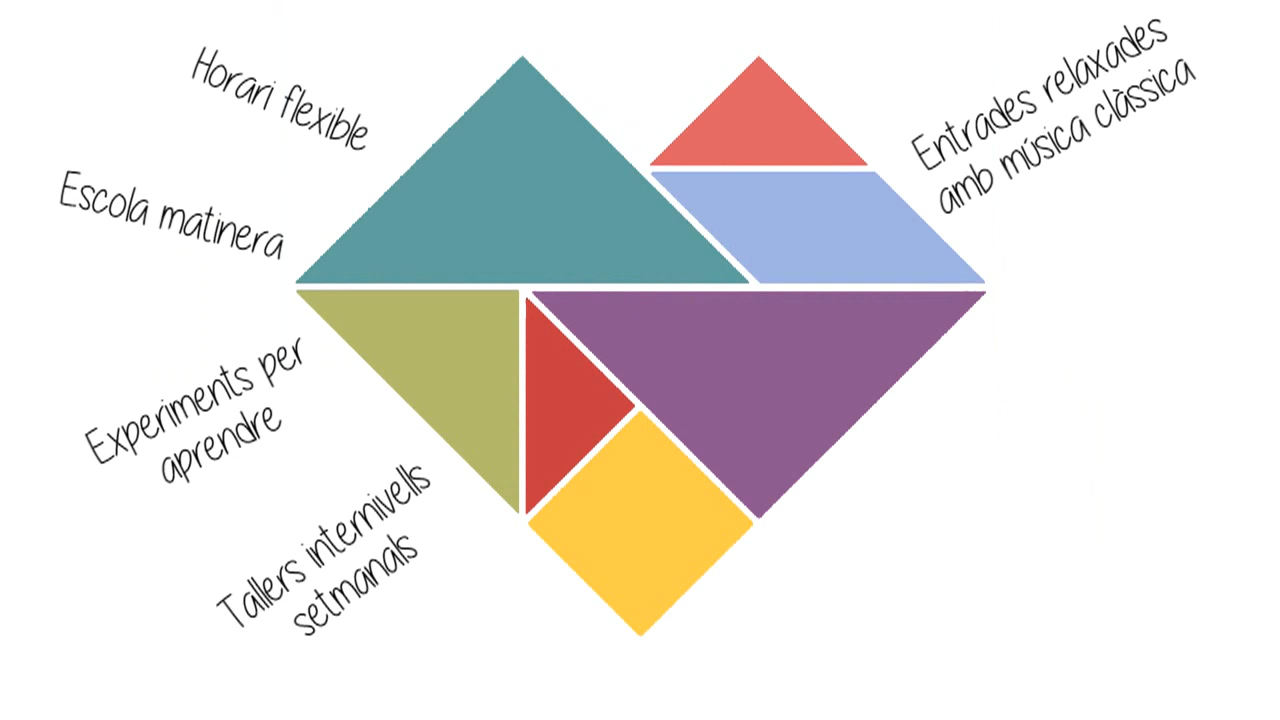 Horari flexible
Escola matinera
Experiments per
aprendre
Tallers internivells
setmanals
Entrades relaxades
amb música clàssica